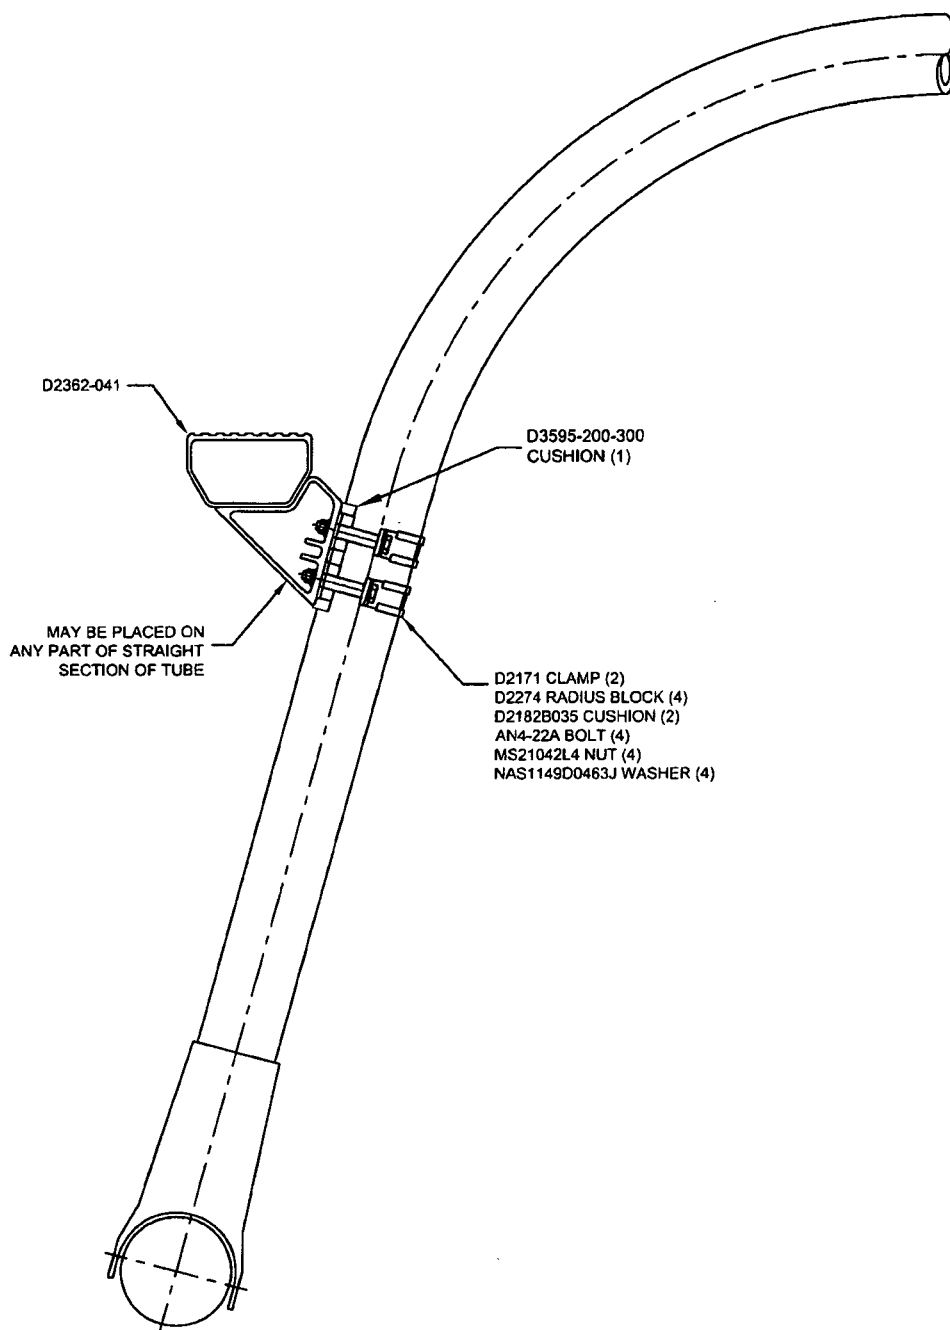 D2362-041
D3595-200-300
CUSHION (1)
MAY BE PLACED ON
ANY PART OF STRAIGHT
SECTION OF TUBE
D2171 CLAMP (2)
D2274 RADIUS BLOCK (4)
D2182B035 CUSHION (2)
AN4-22A BOLT (4)
MS21042L4 NUT (4)
NAS1149D0463J WASHER (4)